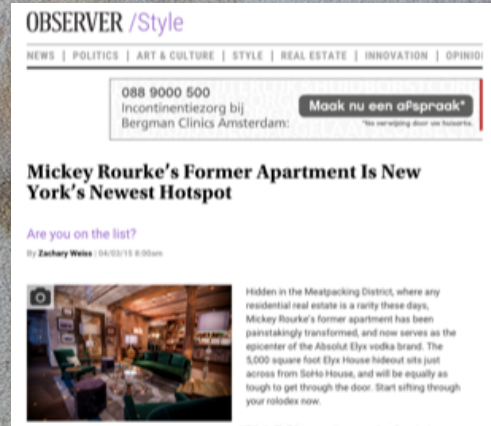 OBSERVER /Style
NEWS | POLITICS | ART & CULTURE | STYLE | REAL ESTATE | INNOVATION | OPINIO
088 9000 500
Incontinentiezorg bij
Bergman Clinics Amsterdam:
Maak nu een aFspraak*
*Na verwijzing door uw huisarts.
Mickey Rourke's Former Apartment Is New
York's Newest Hotspot
Are you on the list?
By Zachary Weiss | 04/03/15 8:00am
Hidden in the Meatpacking District, where any
residential real estate is a rarity these days,
Mickey Rourke's former apartment has been
painstakingly transformed, and now serves as the
epicenter of the Absolut Elyx vodka brand. The
5,000 square foot Elyx House hideout sits just
across from SoHo House, and will be equally as
tough to get through the door. Start sifting through
your rolodex now.